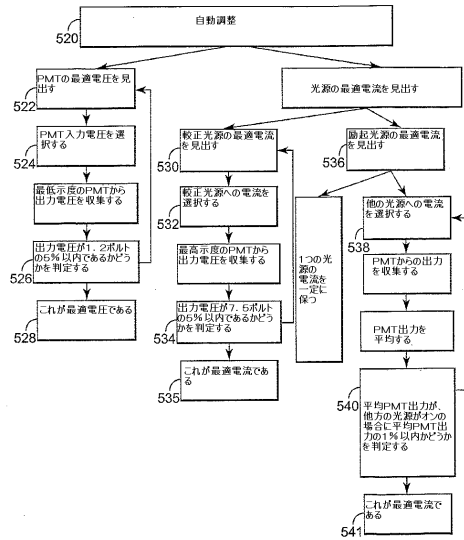 自動調整
520
PMTの最適電圧を見出
す
522
PMT入力電圧を選
択する
524
最低示度のPMTから
出力電圧を収集する
出力電圧が1.2ボルト
の5%以内であるかどう
かを判定する
526
これが最適電圧である
528
光源の最適電流を見出す
較正光源の最適電流
を見出す
530
較正光源への電流を
選択する
532
最高示度のPMTから
出力電圧を収集する
出力電圧が7.5ボルト
の5%以内であるかどう
かを判定する
534
これが最適電流であ
る
535
励起光源の最適電流を
見出す
536
1つの光
源の
電流を
一定に
保つ
他の光源への電流を
選択する
538
PMTからの出力
を収集する
PMT出力を
平均する
平均PMT出力が、
他方の光源がオンの
場合に平均PMT出
力の1%以内かどうか
を判定する
540
これが最適電流で
ある
541